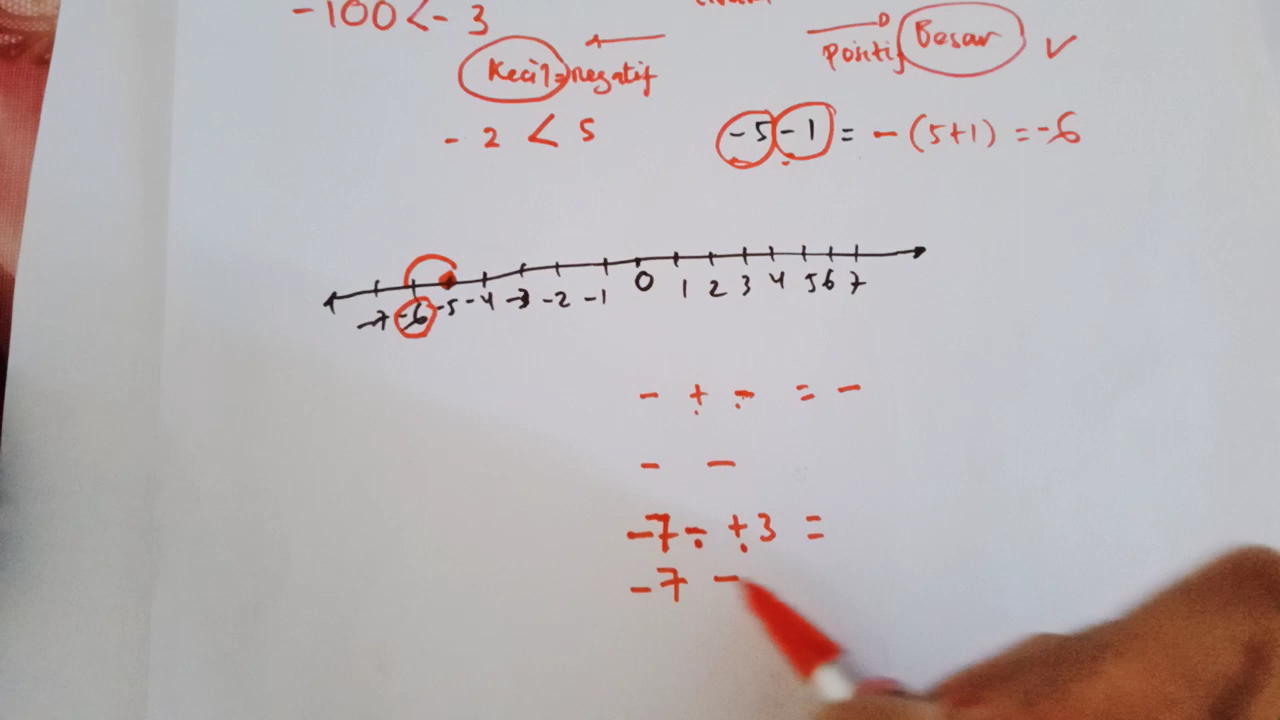 -100 < -3
Kecil = negatif
Positif Besar ✓
-2 < 5
-5 -1 = -(5+1) = -6
-7 -6 -5 -4 -3 -2 -1 0 1 2 3 4 5 6 7
- + - = -
- -
-7 - +3 =
-7 -